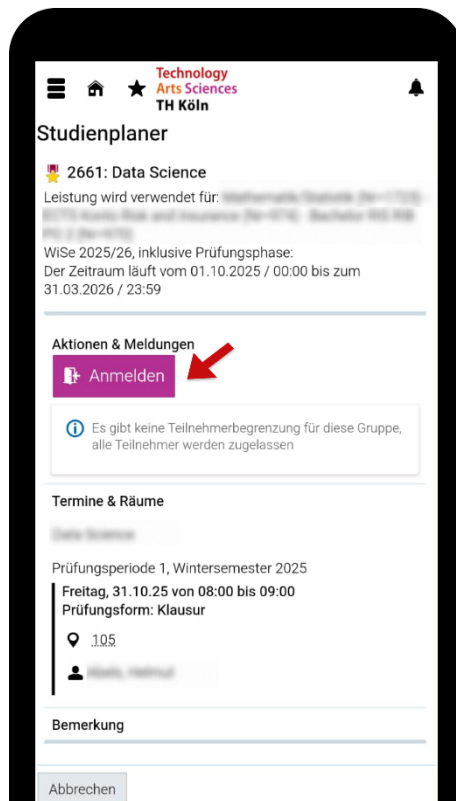 Technology
Arts Sciences
TH Köln
Studienplaner
2661: Data Science
Leistung wird verwendet für:
WiSe 2025/26, inklusive Prüfungsphase:
Der Zeitraum läuft vom 01.10.2025 / 00:00 bis zum
31.03.2026 / 23:59
Aktionen & Meldungen
Anmelden
Es gibt keine Teilnehmerbegrenzung für diese Gruppe,
alle Teilnehmer werden zugelassen
Termine & Räume
Prüfungsperiode 1, Wintersemester 2025
Freitag, 31.10.25 von 08:00 bis 09:00
Prüfungsform: Klausur
105
Bemerkung
Abbrechen